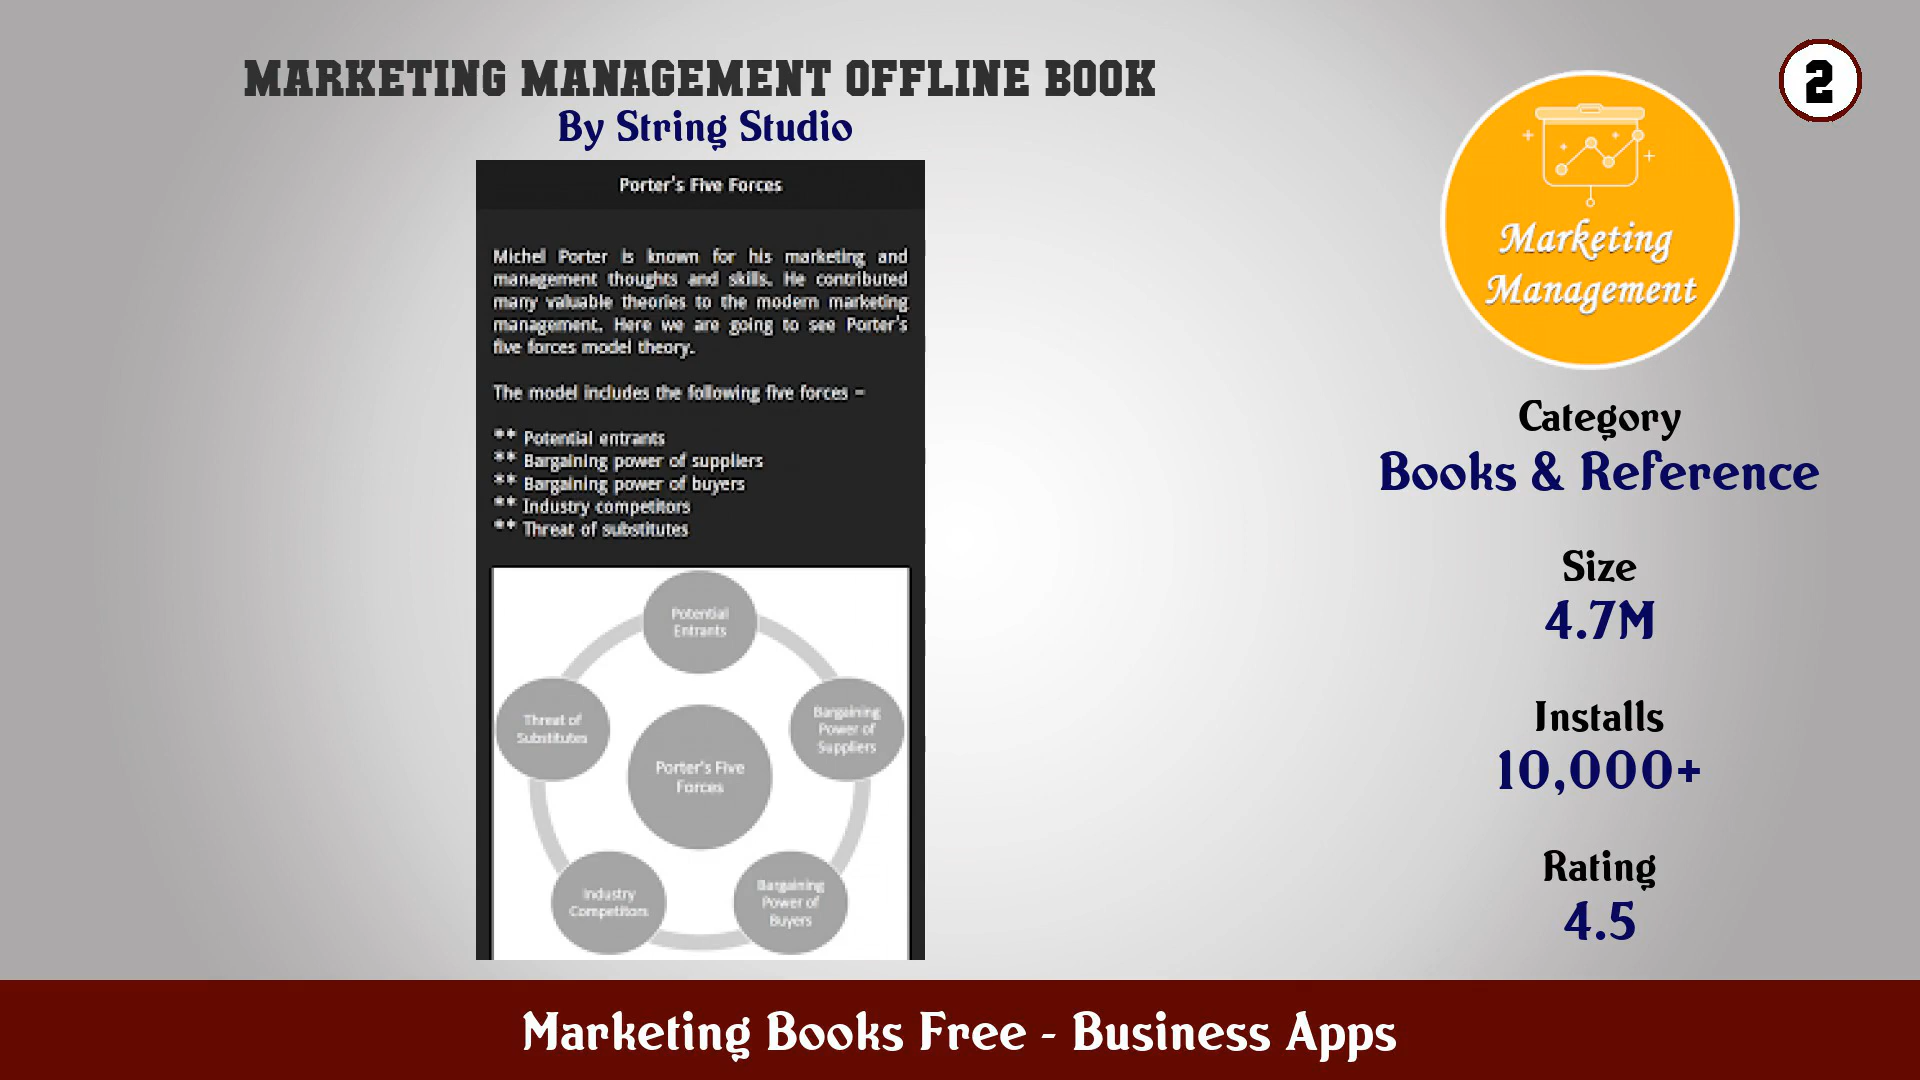 MARKETING MANAGEMENT OFFLINE BOOK
By String Studio
2
Porter's Five Forces
Michel Porter is known for his marketing and
management thoughts and skills. He contributed
many valuable theories to the modern marketing
management. Here we are going to see Porter's
five forces model theory.
The model includes the following five forces −
** Potential entrants
** Bargaining power of suppliers
** Bargaining power of buyers
** Industry competitors
** Threat of substitutes
Potential
Entrants
Threat of
Substitutes
Bargaining
Power of
Suppliers
Porter's Five
Forces
Industry
Competitors
Bargaining
Power of
Buyers
Marketing
Management
Category
Books & Reference
Size
4.7M
Installs
10,000+
Rating
4.5
Marketing Books Free - Business Apps